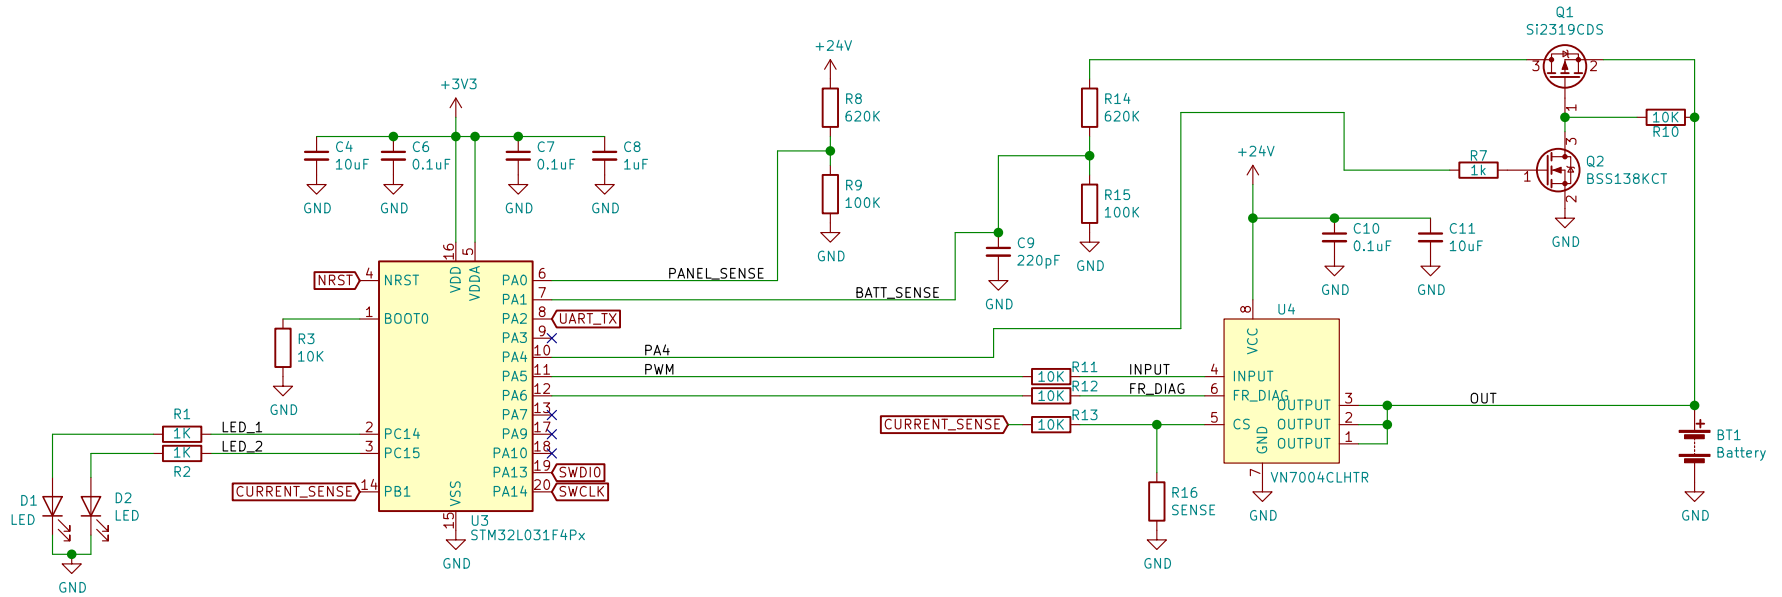 Q1
Si2319CDS
3
2
1
+24V
R8
620K
R9
100K
GND
R14
620K
R15
100K
GND
10K
R10
+3V3
C4
10uF
GND
C6
0.1uF
GND
C7
0.1uF
GND
C8
1uF
GND
+24V
R7
1k
3
1
2
Q2
BSS138KCT
GND
C9
220pF
GND
C10
0.1uF
GND
C11
10uF
GND
16
5
VDD
VDDA
NRST
4
NRST
1
BOOT0
R3
10K
GND
PA0
6
PANEL_SENSE
PA1
7
BATT_SENSE
PA2
8
UART_TX
PA3
9
PA4
10
PA4
PA5
11
PWM
PA6
12
PA7
13
PA9
17
PA10
18
PA13
19
SWDIO
PA14
20
SWCLK
R1
1K
LED_1
2
PC14
1K
R2
LED_2
3
PC15
CURRENT_SENSE
14
PB1
VSS
15
GND
U3
STM32L031F4Px
D1
LED
D2
LED
GND
10K
R11
INPUT
10K
R12
FR_DIAG
CURRENT_SENSE
10K
R13
R16
SENSE
GND
8
U4
VCC
4
INPUT
6
FR_DIAG
5
CS
OUTPUT
3
OUTPUT
2
OUTPUT
1
GND
7
VN7004CLHTR
GND
OUT
+
BT1
Battery
GND